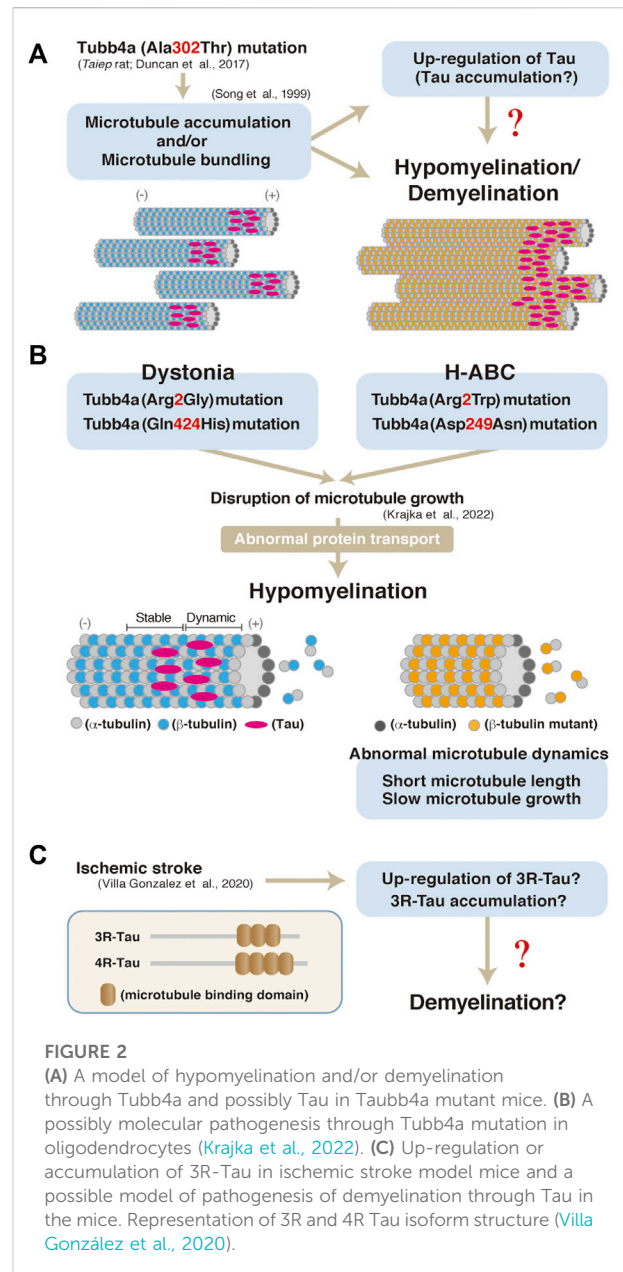 A
Tubb4a (Ala302Thr) mutation
(Taiep rat; Duncan et al., 2017)
(Song et al., 1999)
Microtubule accumulation
and/or
Microtubule bundling
Up-regulation of Tau
(Tau accumulation?)
?
Hypomyelination/
Demyelination
(-)
(+)
B
Dystonia
Tubb4a (Arg2Gly) mutation
Tubb4a (Gln424His) mutation
H-ABC
Tubb4a (Arg2Trp) mutation
Tubb4a (Asp249Asn) mutation
Disruption of microtubule growth
(Krajka et al., 2022)
Abnormal protein transport
Hypomyelination
(-)
Stable
Dynamic
(+)
(α-tubulin)
(β-tubulin)
(Tau)
(α-tubulin)
(β-tubulin mutant)
Abnormal microtubule dynamics
Short microtubule length
Slow microtubule growth
C
Ischemic stroke
(Villa Gonzalez et al., 2020)
Up-regulation of 3R-Tau?
3R-Tau accumulation?
3R-Tau
4R-Tau
(microtubule binding domain)
?
Demyelination?
FIGURE 2
(A) A model of hypomyelination and/or demyelination
through Tubb4a and possibly Tau in Taubb4a mutant mice. (B) A
possibly molecular pathogenesis through Tubb4a mutation in
oligodendrocytes (Krajka et al., 2022). (C) Up-regulation or
accumulation of 3R-Tau in ischemic stroke model mice and a
possible model of pathogenesis of demyelination through Tau in
the mice. Representation of 3R and 4R Tau isoform structure (Villa
González et al., 2020).